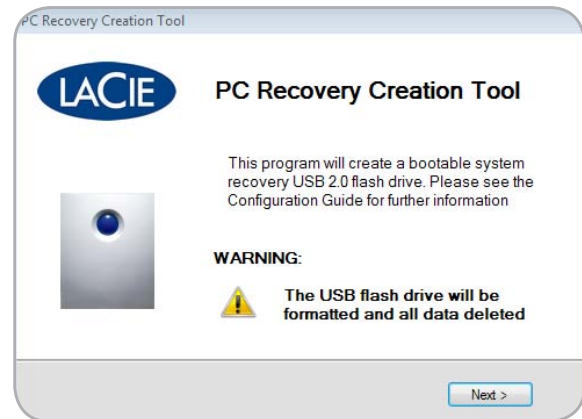 PC Recovery Creation Tool
LACIE
PC Recovery Creation Tool
This program will create a bootable system
recovery USB 2.0 flash drive. Please see the
Configuration Guide for further information
WARNING:
The USB flash drive will be
formatted and all data deleted
Next >